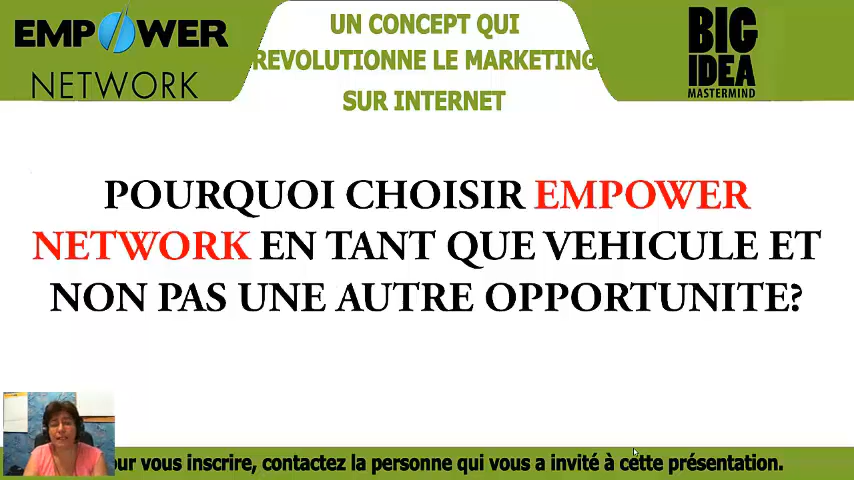 EMPOWER
NETWORK
UN CONCEPT QUI
REVOLUTIONNE LE MARKETING
SUR INTERNET
BIG
IDEA
MASTERMIND
POURQUOI CHOISIR EMPOWER
NETWORK EN TANT QUE VEHICULE ET
NON PAS UNE AUTRE OPPORTUNITE?
our vous inscrire, contactez la personne qui vous a invité à cette présentation.